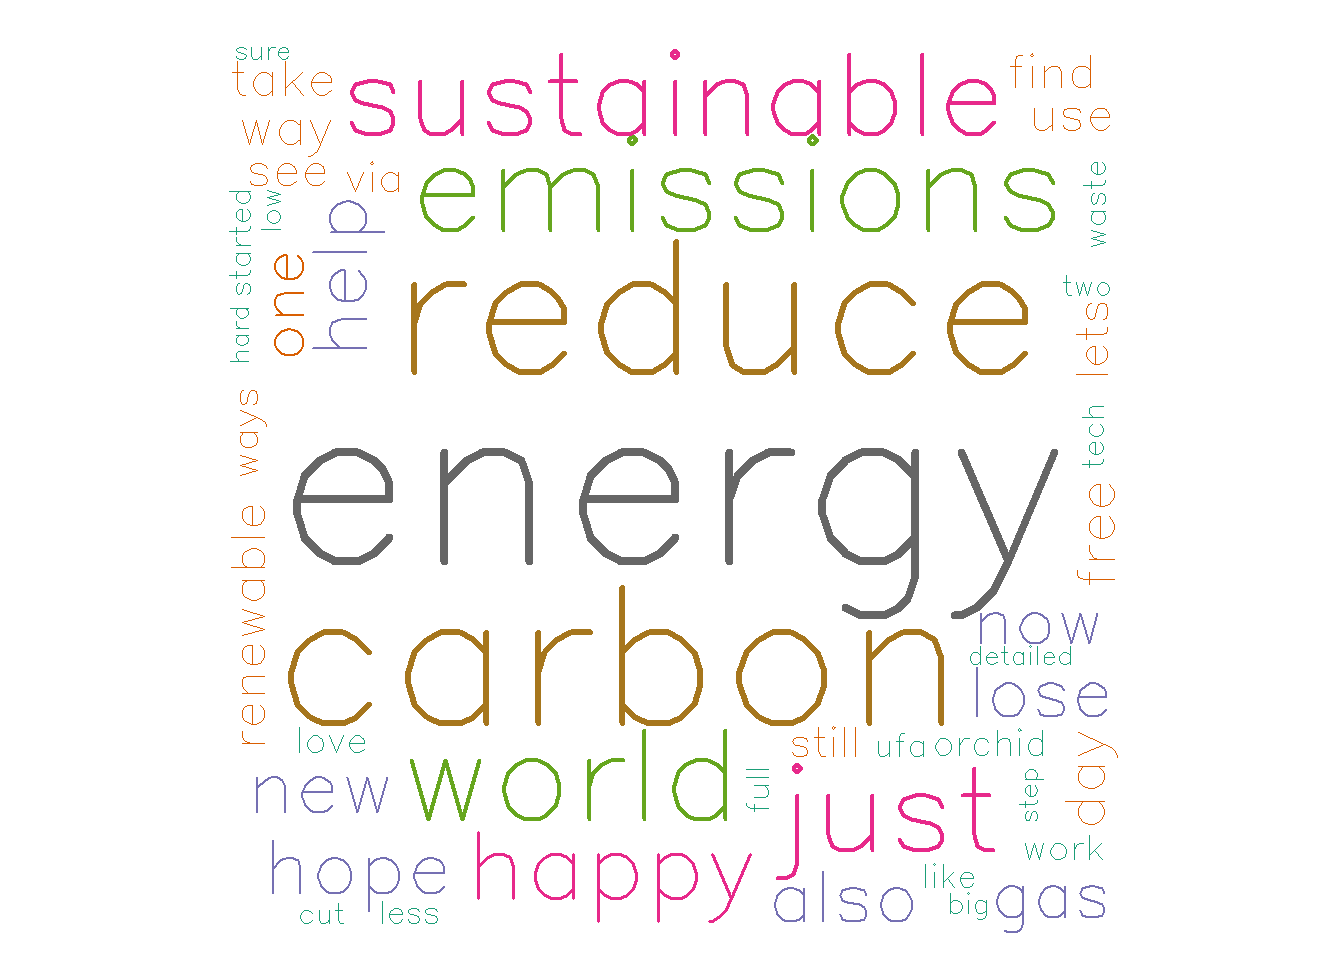 sure
take
sustainable
find
use
way
see
via
emissions
waste
low
help
hard
started
one
reduce
two
lets
ways
energy
tech
free
renewable
carbon
now
detailed
lose
love
still
ufa
orchid
new
world
full
just
step
day
work
hope
happy
like
also
big
gas
cut
less